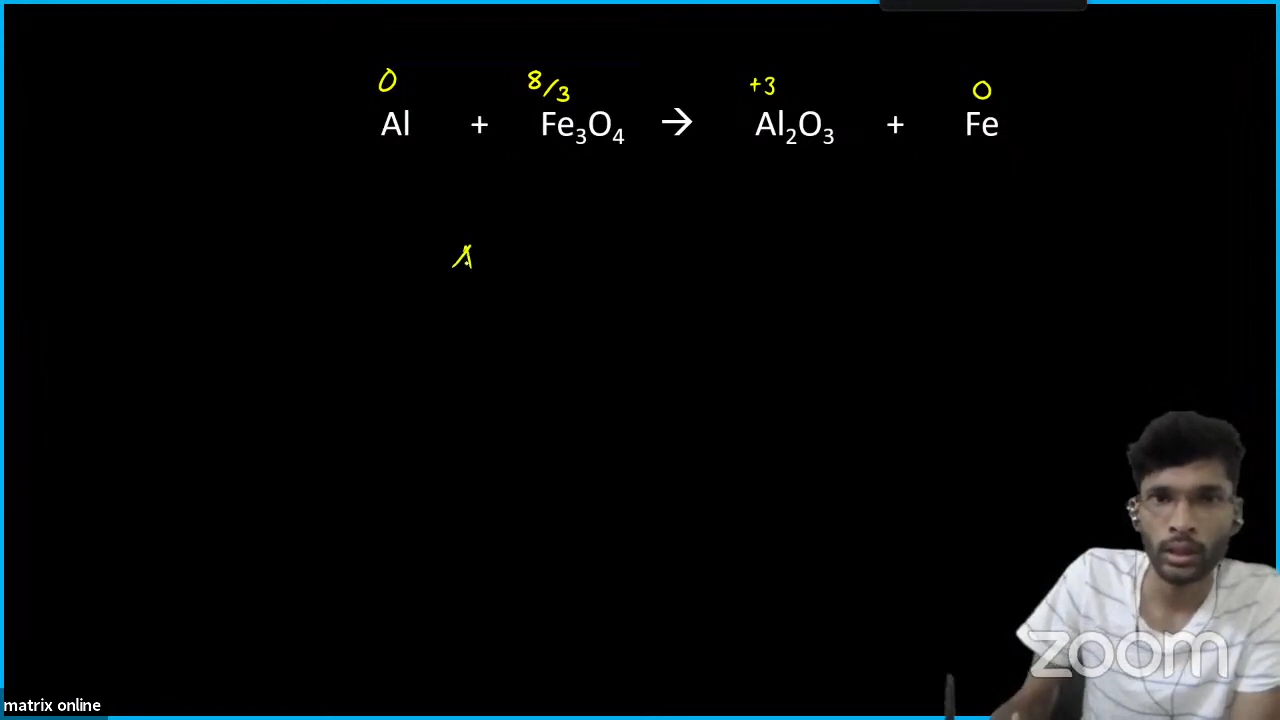 0 8/3 +3 0
Al + Fe₃O₄ → Al₂O₃ + Fe
A
zoom
matrix online